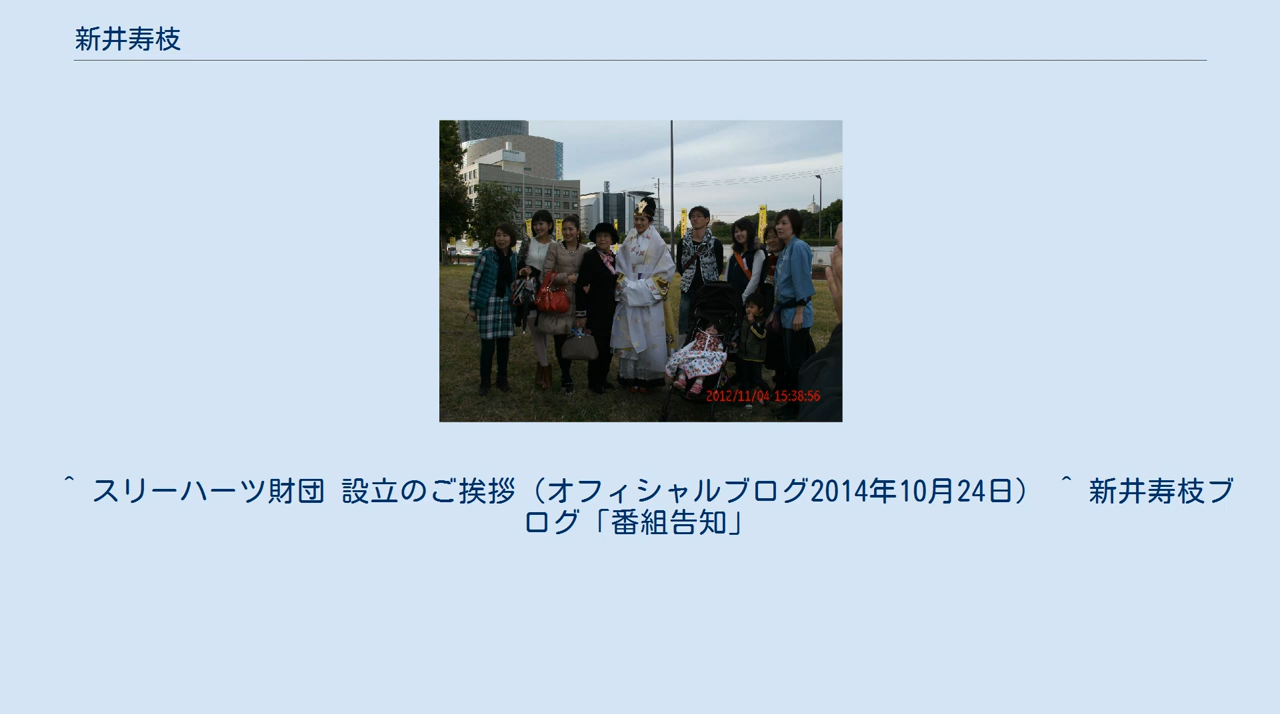 新井寿枝
2012/11/04 15:38:56
^ スリーハーツ財団 設立のご挨拶（オフィシャルブログ2014年10月24日） ^ 新井寿枝ブ
ログ「番組告知」